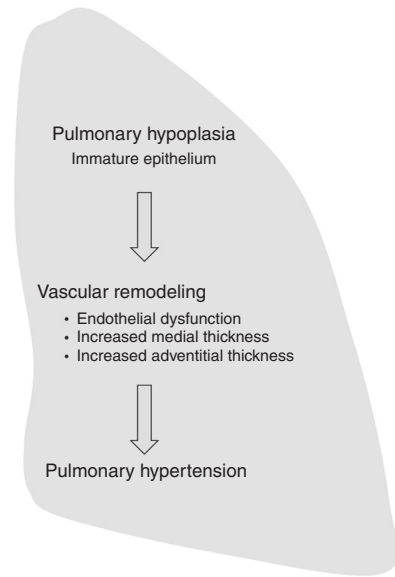 Pulmonary hypoplasia
Immature epithelium
Vascular remodeling
• Endothelial dysfunction
• Increased medial thickness
• Increased adventitial thickness
Pulmonary hypertension